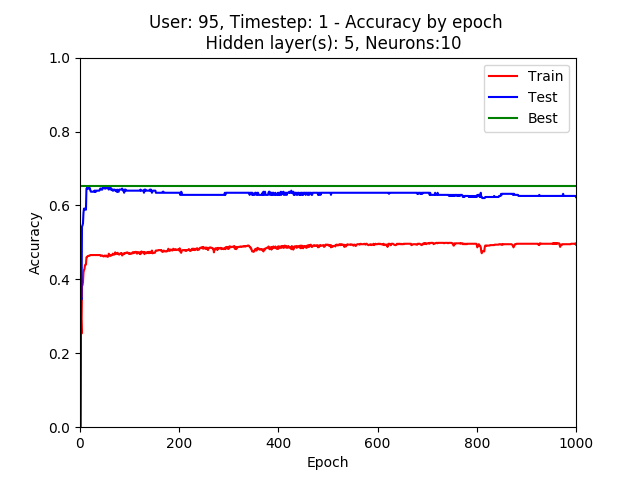 User: 95, Timestep: 1 - Accuracy by epoch
Hidden layer(s): 5, Neurons:10
Train
Test
Best
1.0
0.8
0.6
0.4
0.2
0.0
Accuracy
0 200 400 600 800 1000
Epoch